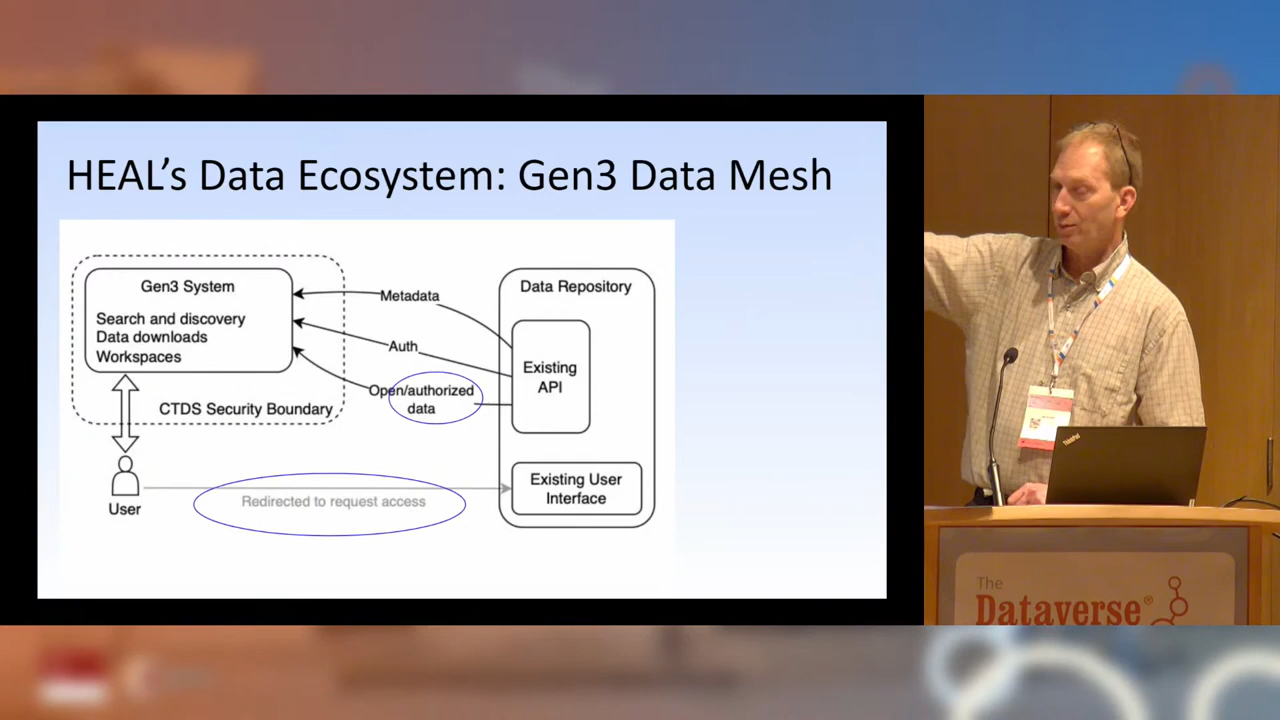 HEAL's Data Ecosystem: Gen3 Data Mesh
Gen3 System
Search and discovery
Data downloads
Workspaces
CTDS Security Boundary
User
Metadata
Auth
Open/authorized
data
Redirected to request access
Data Repository
Existing
API
Existing User
Interface
ThinkPad
The
Dataverse®